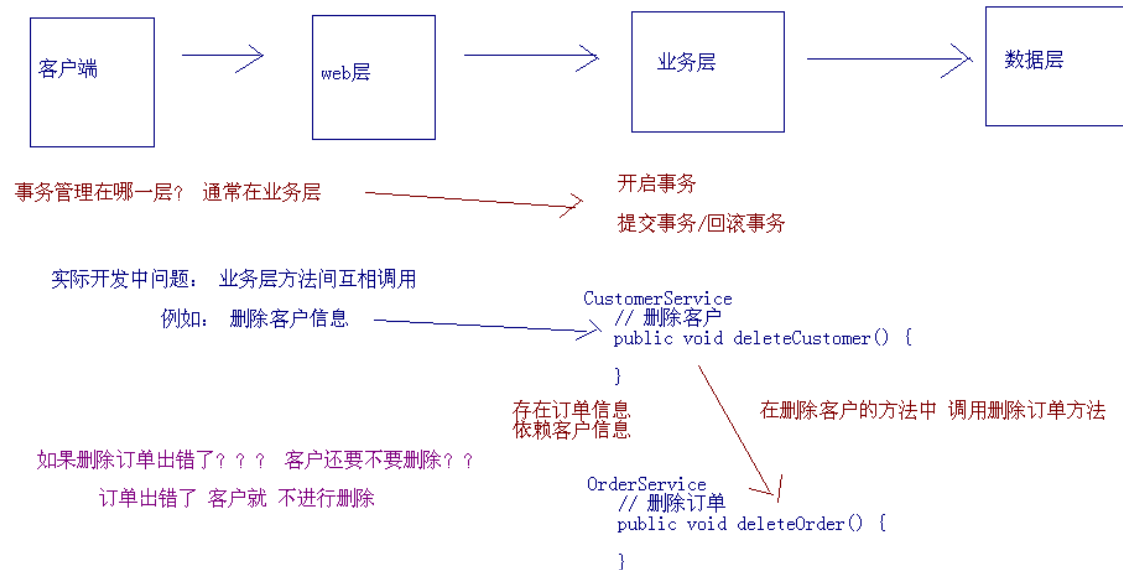 客户端
web层
业务层
数据层
事务管理在哪一层? 通常在业务层
开启事务
提交事务/回滚事务
实际开发中问题: 业务层方法间互相调用
例如: 删除客户信息
CustomerService
// 删除客户
public void deleteCustomer() {
}
存在订单信息
依赖客户信息
在删除客户的方法中 调用删除订单方法
如果删除订单出错了??? 客户还要不要删除??
订单出错了 客户就 不进行删除
OrderService
// 删除订单
public void deleteOrder() {
}